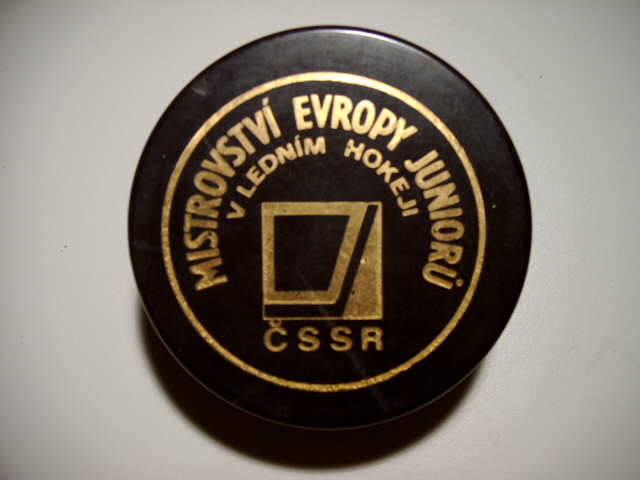 MISTROVSTVÍ EVROPY JUNIORŮ
V LEDNÍM HOKEJI
ČSSR